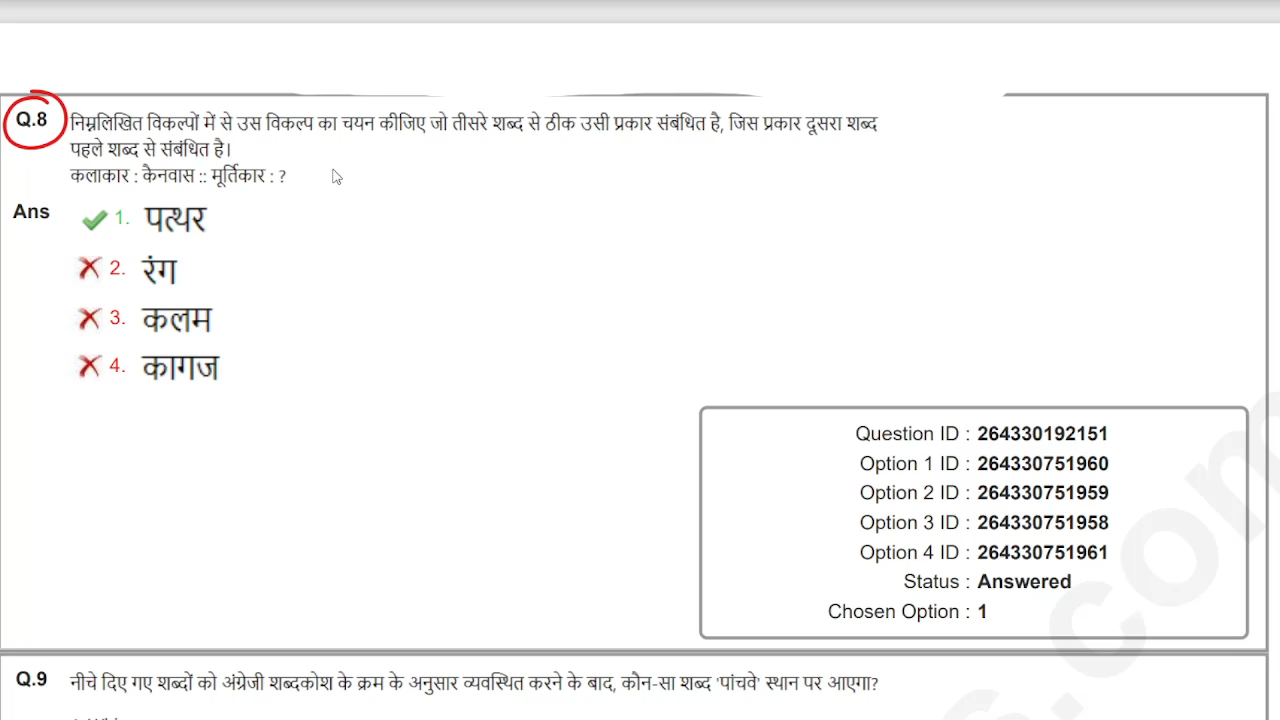 Q.8 निम्नलिखित विकल्पों में से उस विकल्प का चयन कीजिए जो तीसरे शब्द से ठीक उसी प्रकार संबंधित है, जिस प्रकार दूसरा शब्द
पहले शब्द से संबंधित है।
कलाकार : कैनवास :: मूर्तिकार : ?
Ans 1. पत्थर
2. रंग
3. कलम
4. कागज
Question ID : 264330192151
Option 1 ID : 264330751960
Option 2 ID : 264330751959
Option 3 ID : 264330751958
Option 4 ID : 264330751961
Status : Answered
Chosen Option : 1
Q.9 नीचे दिए गए शब्दों को अंग्रेजी शब्दकोश के क्रम के अनुसार व्यवस्थित करने के बाद, कौन-सा शब्द 'पांचवे' स्थान पर आएगा?
s.com